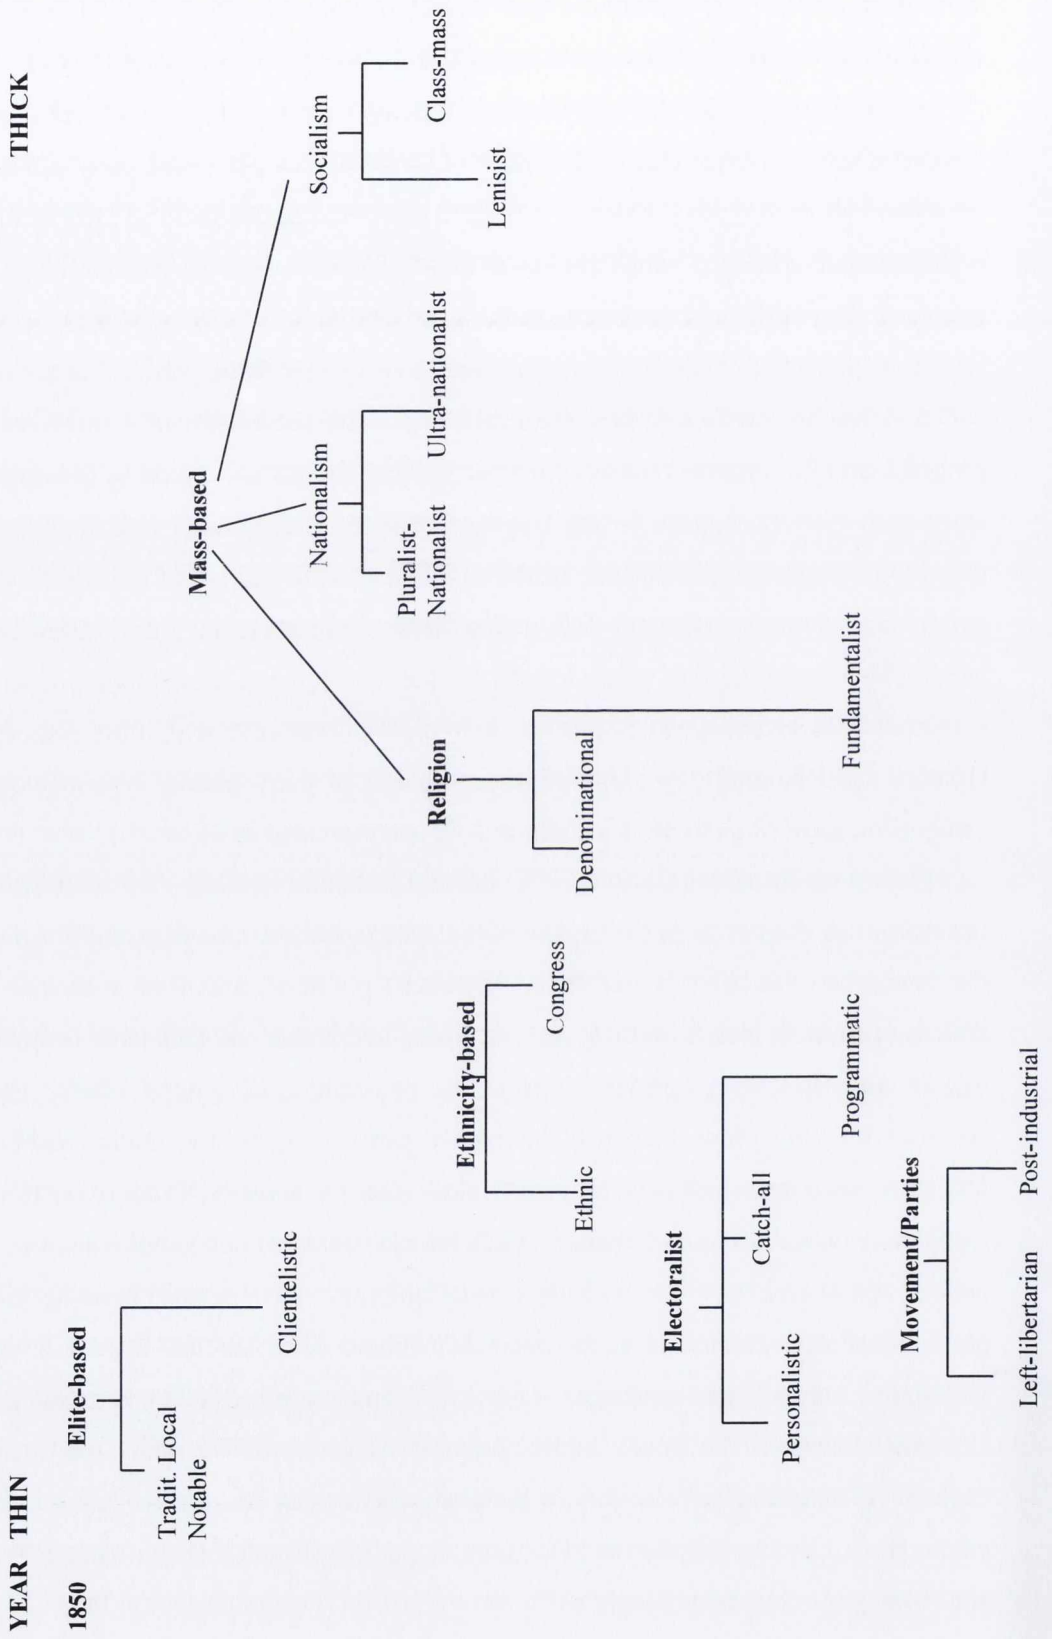 YEAR THIN THICK
1850
Elite-based
Tradit. Local
Notable
Clientelistic
Mass-based
Nationalism
Socialism
Pluralist-
Nationalist
Ultra-nationalist
Lenisist
Class-mass
Religion
Denominational
Fundamentalist
Ethnicity-based
Ethnic
Congress
Electoralist
Personalistic
Catch-all
Programmatic
Movement/Parties
Left-libertarian
Post-industrial